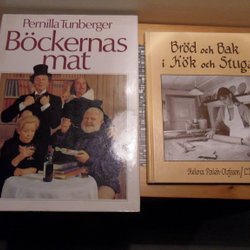 Pernilla Tunberger
Böckernas
mat
Bröd och Bak
i Kök och Stuga